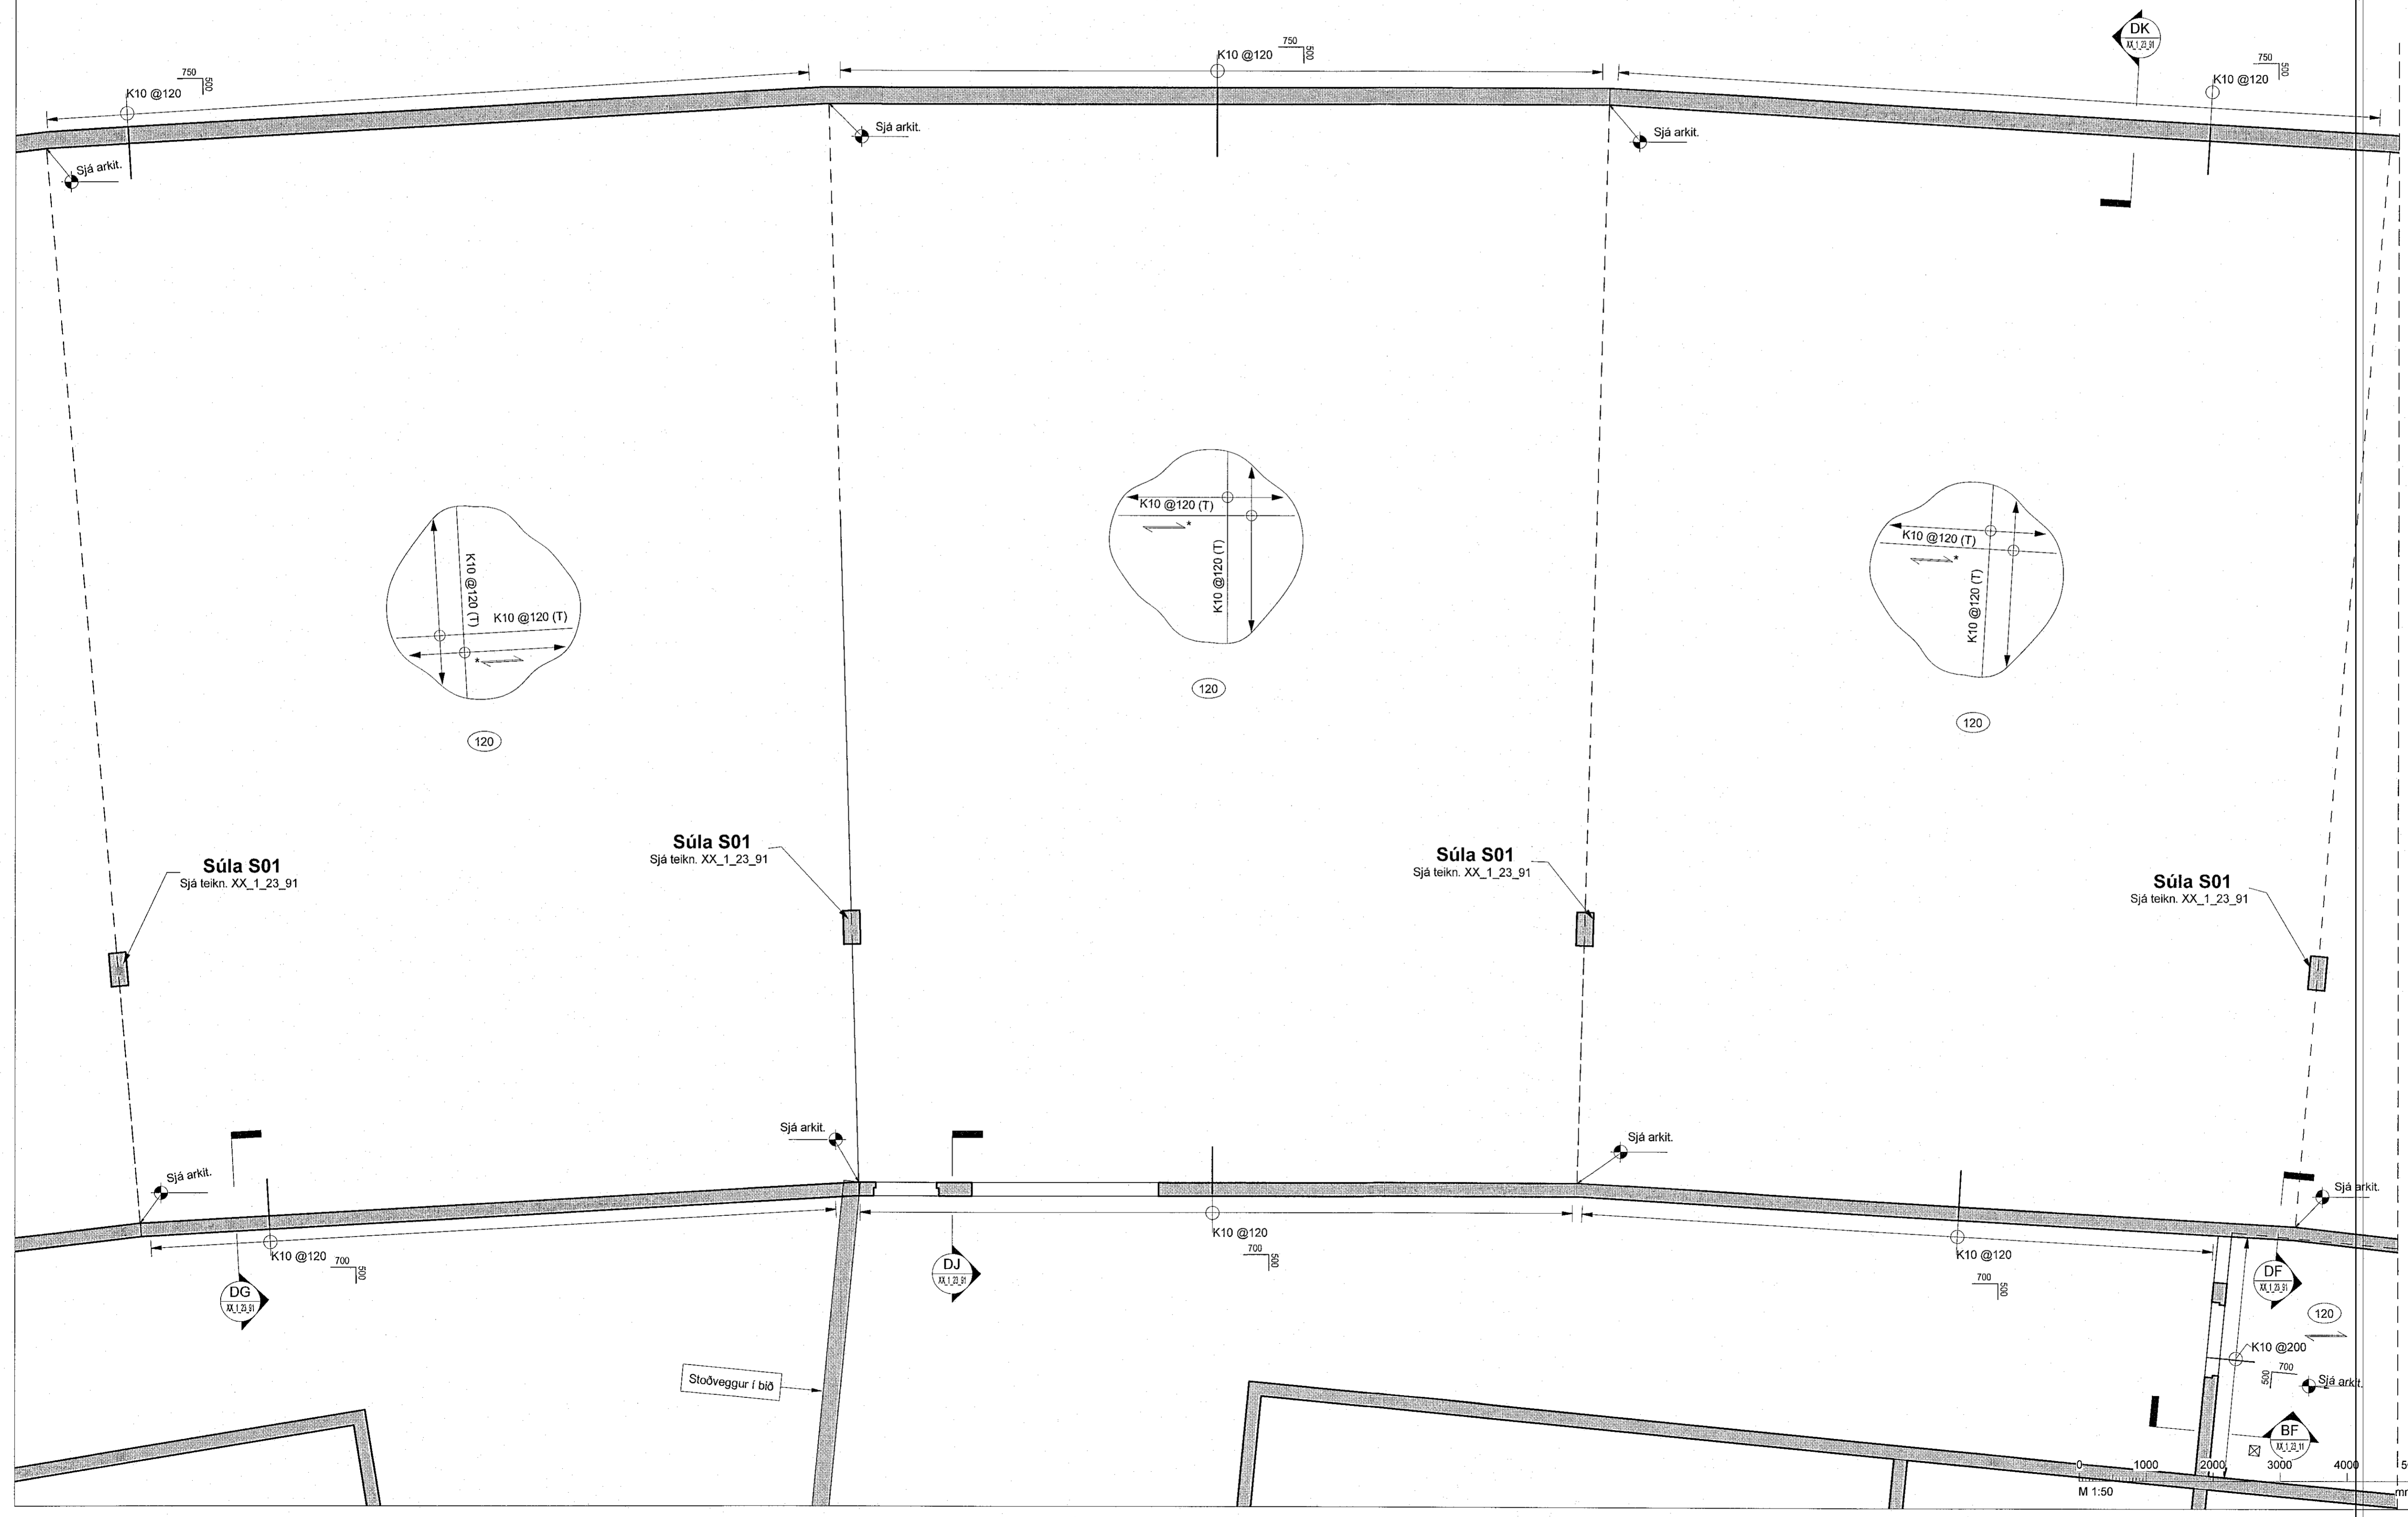 DK
XX_1_23_91
750
500
K10 @120
750
500
K10 @120
750
500
K10 @120
Sjá arkit.
Sjá arkit.
Sjá arkit.
K10 @120 (T)
K10 @120 (T)
*
120
K10 @120 (T)
*
K10 @120 (T)
120
K10 @120 (T)
*
K10 @120 (T)
120
Súla S01
Sjá teikn. XX_1_23_91
Súla S01
Sjá teikn. XX_1_23_91
Súla S01
Sjá teikn. XX_1_23_91
Súla S01
Sjá teikn. XX_1_23_91
Sjá arkit.
Sjá arkit.
Sjá arkit.
Sjá arkit.
K10 @120
700
500
K10 @120
700
500
K10 @120
700
500
DG
XX_1_23_91
DJ
XX_1_23_91
DF
XX_1_23_91
120
K10 @200
700
500
Sjá arkit.
Stoðveggur í bið
BF
XX_1_23_11
0 1000 2000 3000 4000
M 1:50